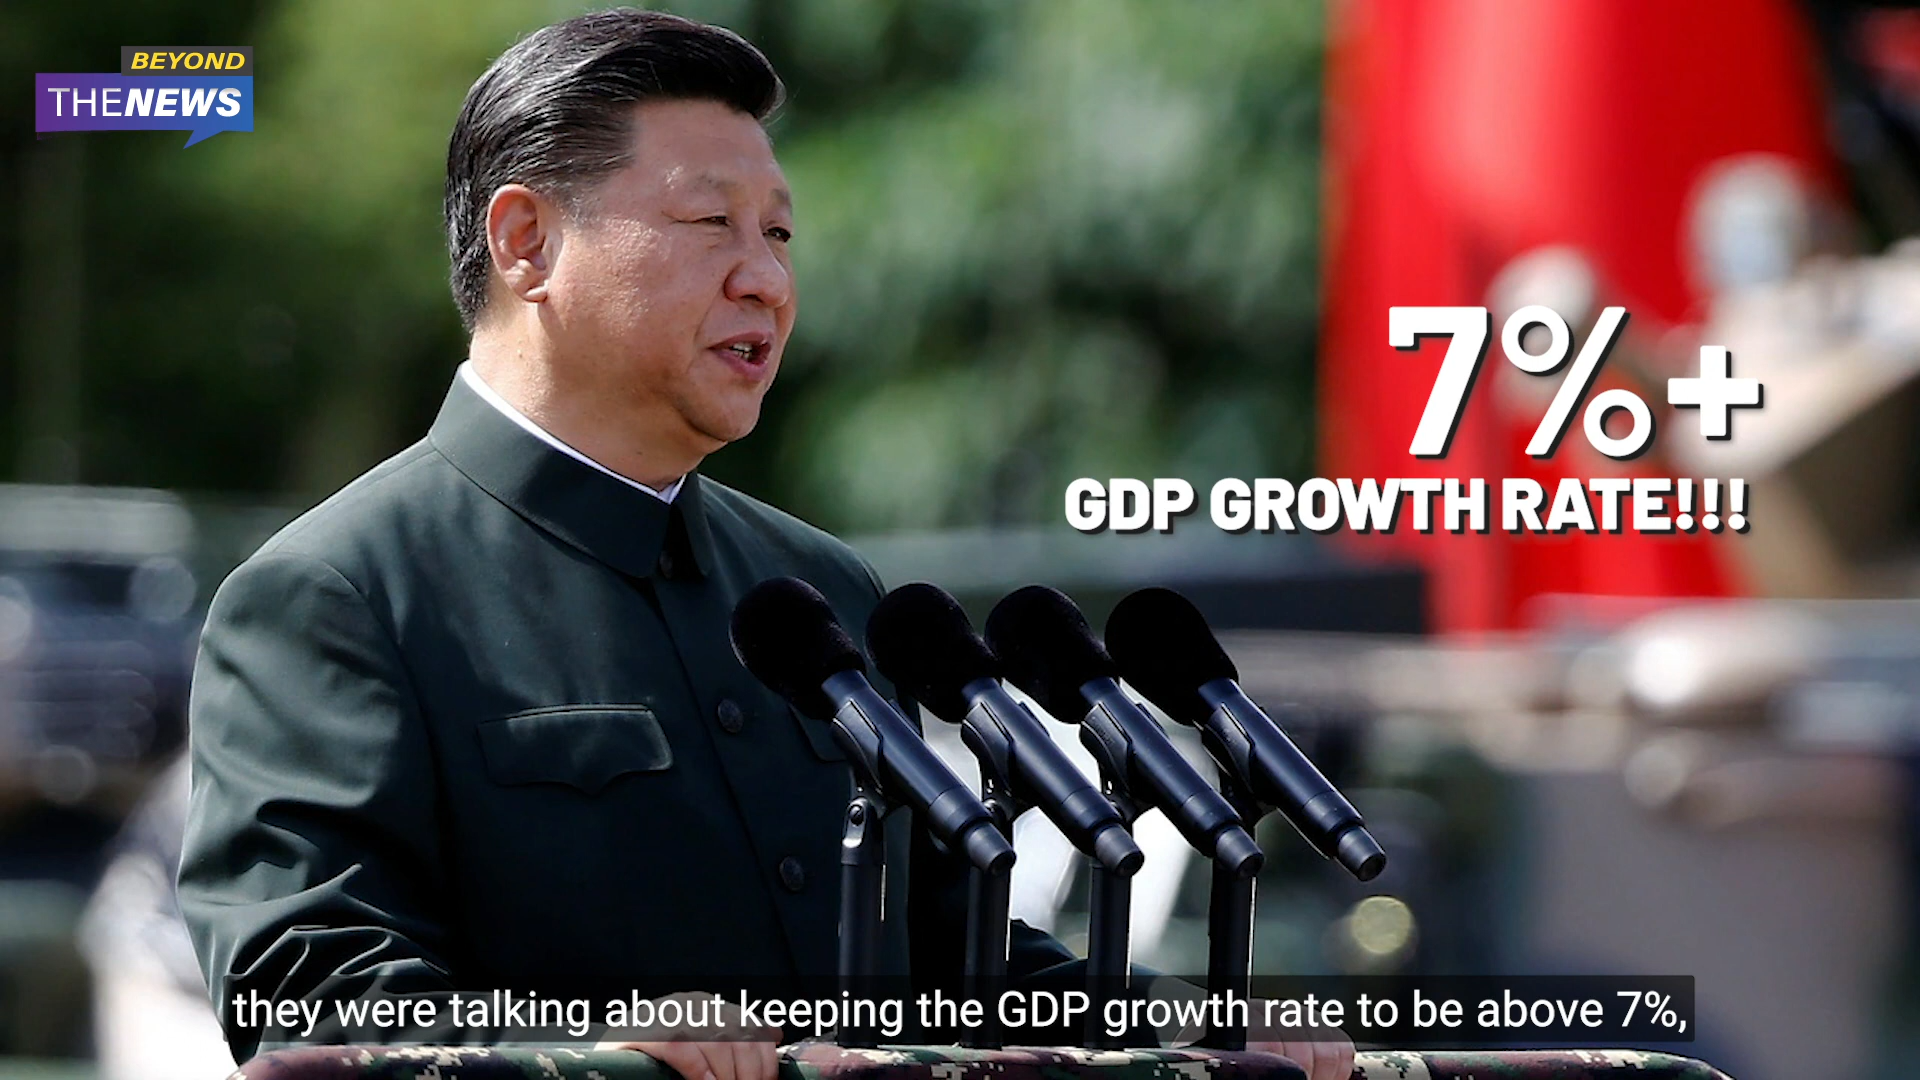 BEYOND
THENEWS
7%+
GDP GROWTH RATE!!!
they were talking about keeping the GDP growth rate to be above 7%,